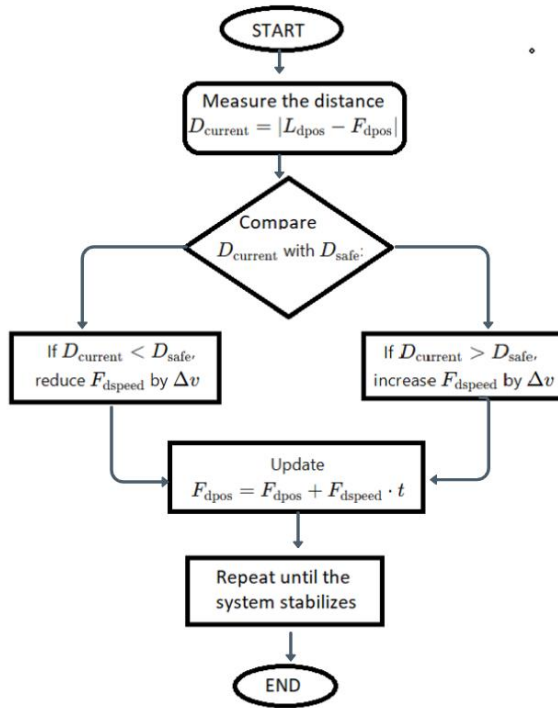 START
Measure the distance
D_current = |L_dpos − F_dpos|
Compare
D_current with D_safe:
If D_current < D_safe,
reduce F_dspeed by Δv
If D_current > D_safe,
increase F_dspeed by Δv
Update
F_dpos = F_dpos + F_dspeed · t
Repeat until the
system stabilizes
END